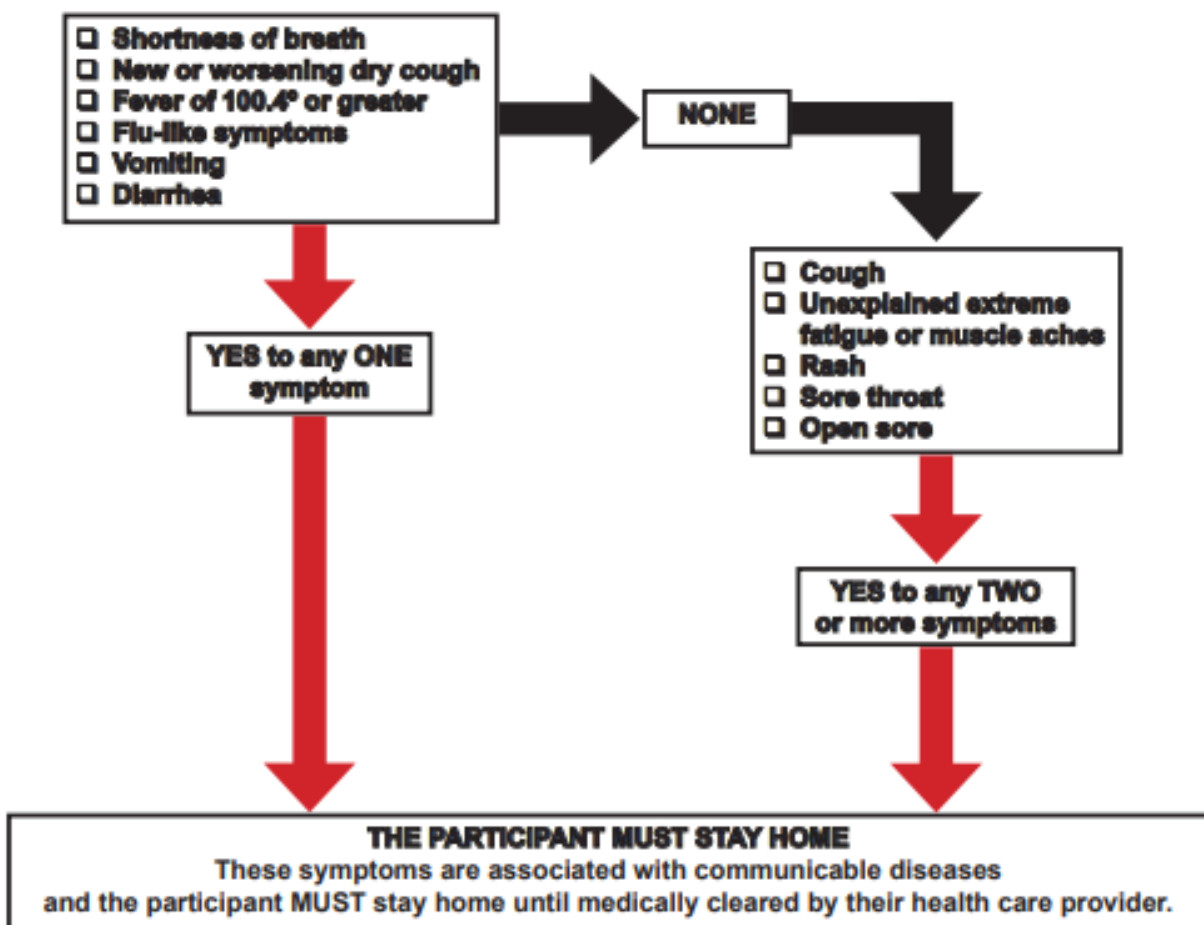 ❑ Shortness of breath
❑ New or worsening dry cough
❑ Fever of 100.4º or greater
❑ Flu-like symptoms
❑ Vomiting
❑ Diarrhea
NONE
YES to any ONE
symptom
❑ Cough
❑ Unexplained extreme
fatigue or muscle aches
❑ Rash
❑ Sore throat
❑ Open sore
YES to any TWO
or more symptoms
THE PARTICIPANT MUST STAY HOME
These symptoms are associated with communicable diseases
and the participant MUST stay home until medically cleared by their health care provider.